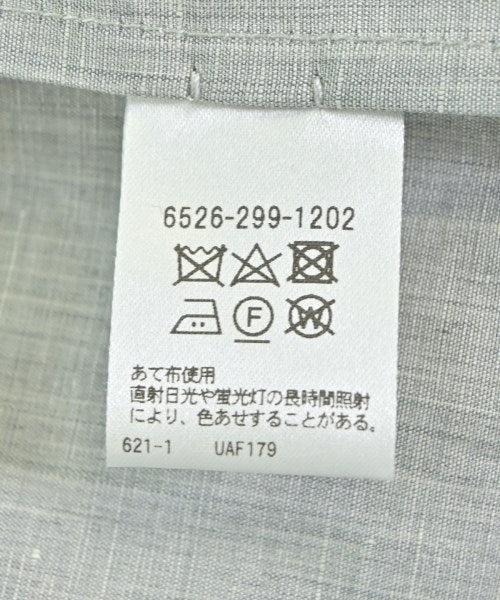 6526-299-1202
F W
あて布使用
直射日光や蛍光灯の長時間照射
により、色あせすることがある。
621-1 UAF179